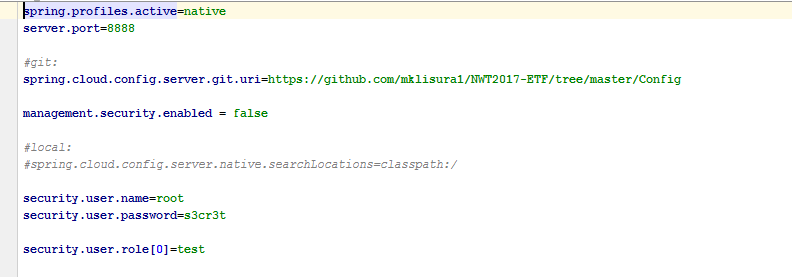 spring.profiles.active=native
server.port=8888
#git:
spring.cloud.config.server.git.uri=https://github.com/mklisura1/NWT2017-ETF/tree/master/Config
management.security.enabled = false
#local:
#spring.cloud.config.server.native.searchLocations=classpath:/
security.user.name=root
security.user.password=s3cr3t
security.user.role[0]=test